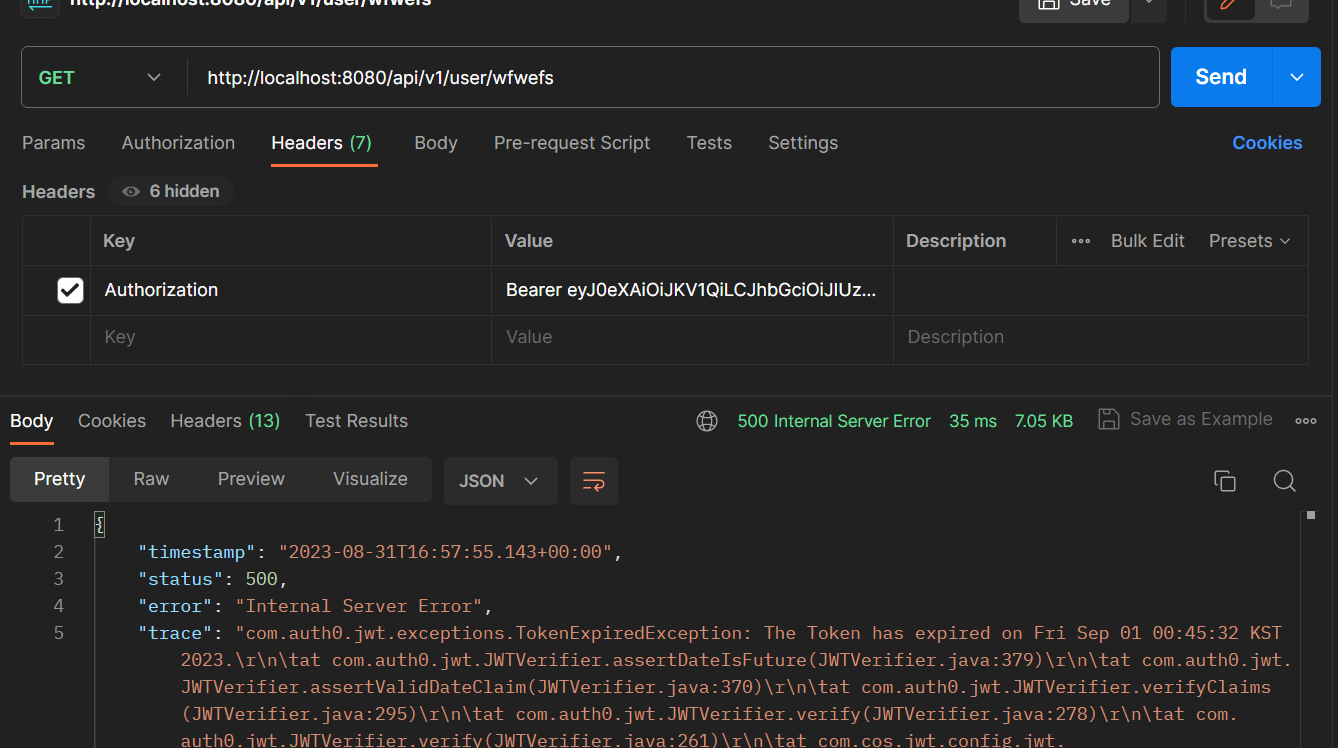 http://localhost:8080/api/v1/user/wfwefs
Save
GET http://localhost:8080/api/v1/user/wfwefs Send
Params Authorization Headers (7) Body Pre-request Script Tests Settings Cookies
Headers 6 hidden
Key Value Description ••• Bulk Edit Presets
Authorization Bearer eyJ0eXAiOiJKV1QiLCJhbGciOiJIUz...
Key Value Description
Body Cookies Headers (13) Test Results 500 Internal Server Error 35 ms 7.05 KB Save as Example
Pretty Raw Preview Visualize JSON
1 {
2 "timestamp": "2023-08-31T16:57:55.143+00:00",
3 "status": 500,
4 "error": "Internal Server Error",
5 "trace": "com.auth0.jwt.exceptions.TokenExpiredException: The Token has expired on Fri Sep 01 00:45:32 KST
2023.\r\n\tat com.auth0.jwt.JWTVerifier.assertDateIsFuture(JWTVerifier.java:379)\r\n\tat com.auth0.jwt.
JWTVerifier.assertValidDateClaim(JWTVerifier.java:370)\r\n\tat com.auth0.jwt.JWTVerifier.verifyClaims
(JWTVerifier.java:295)\r\n\tat com.auth0.jwt.JWTVerifier.verify(JWTVerifier.java:278)\r\n\tat com.
auth0.jwt.JWTVerifier.verify(JWTVerifier.java:261)\r\n\tat com.cos.jwt.config.jwt.